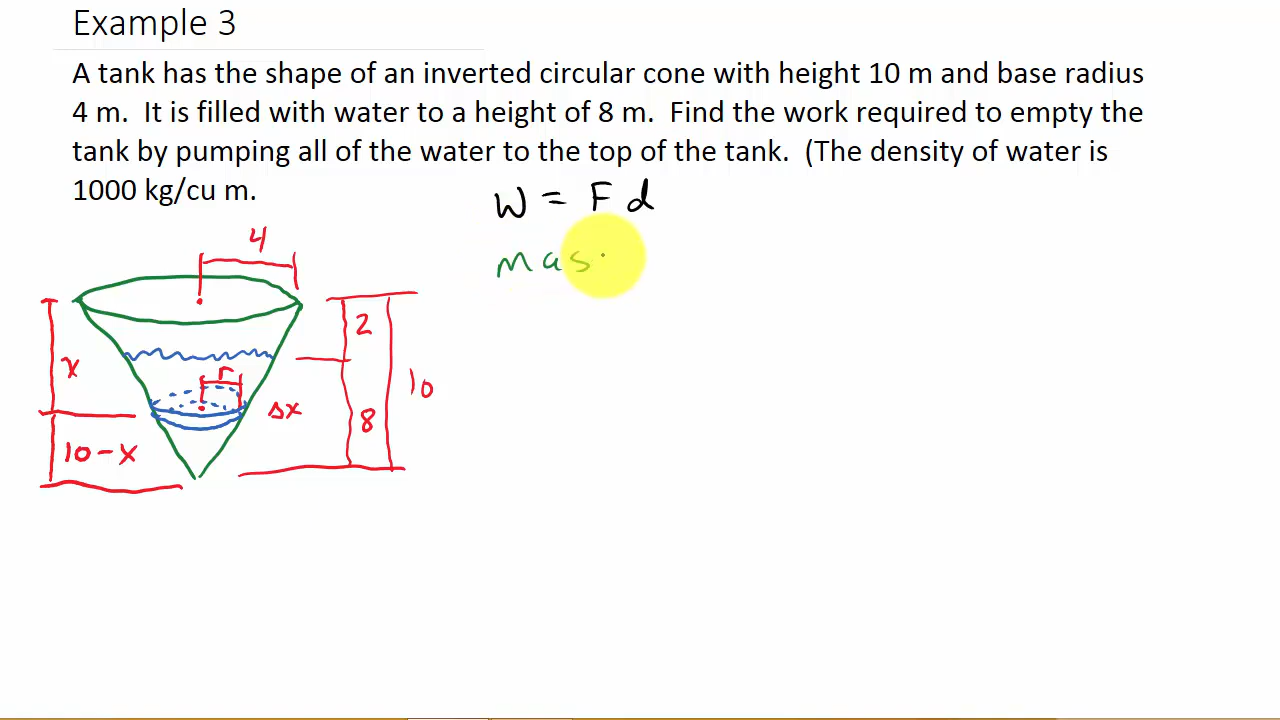 Example 3
A tank has the shape of an inverted circular cone with height 10 m and base radius
4 m. It is filled with water to a height of 8 m. Find the work required to empty the
tank by pumping all of the water to the top of the tank. (The density of water is
1000 kg/cu m.
W = Fd
mas
4
2
x
r
10
Δx
8
10-x